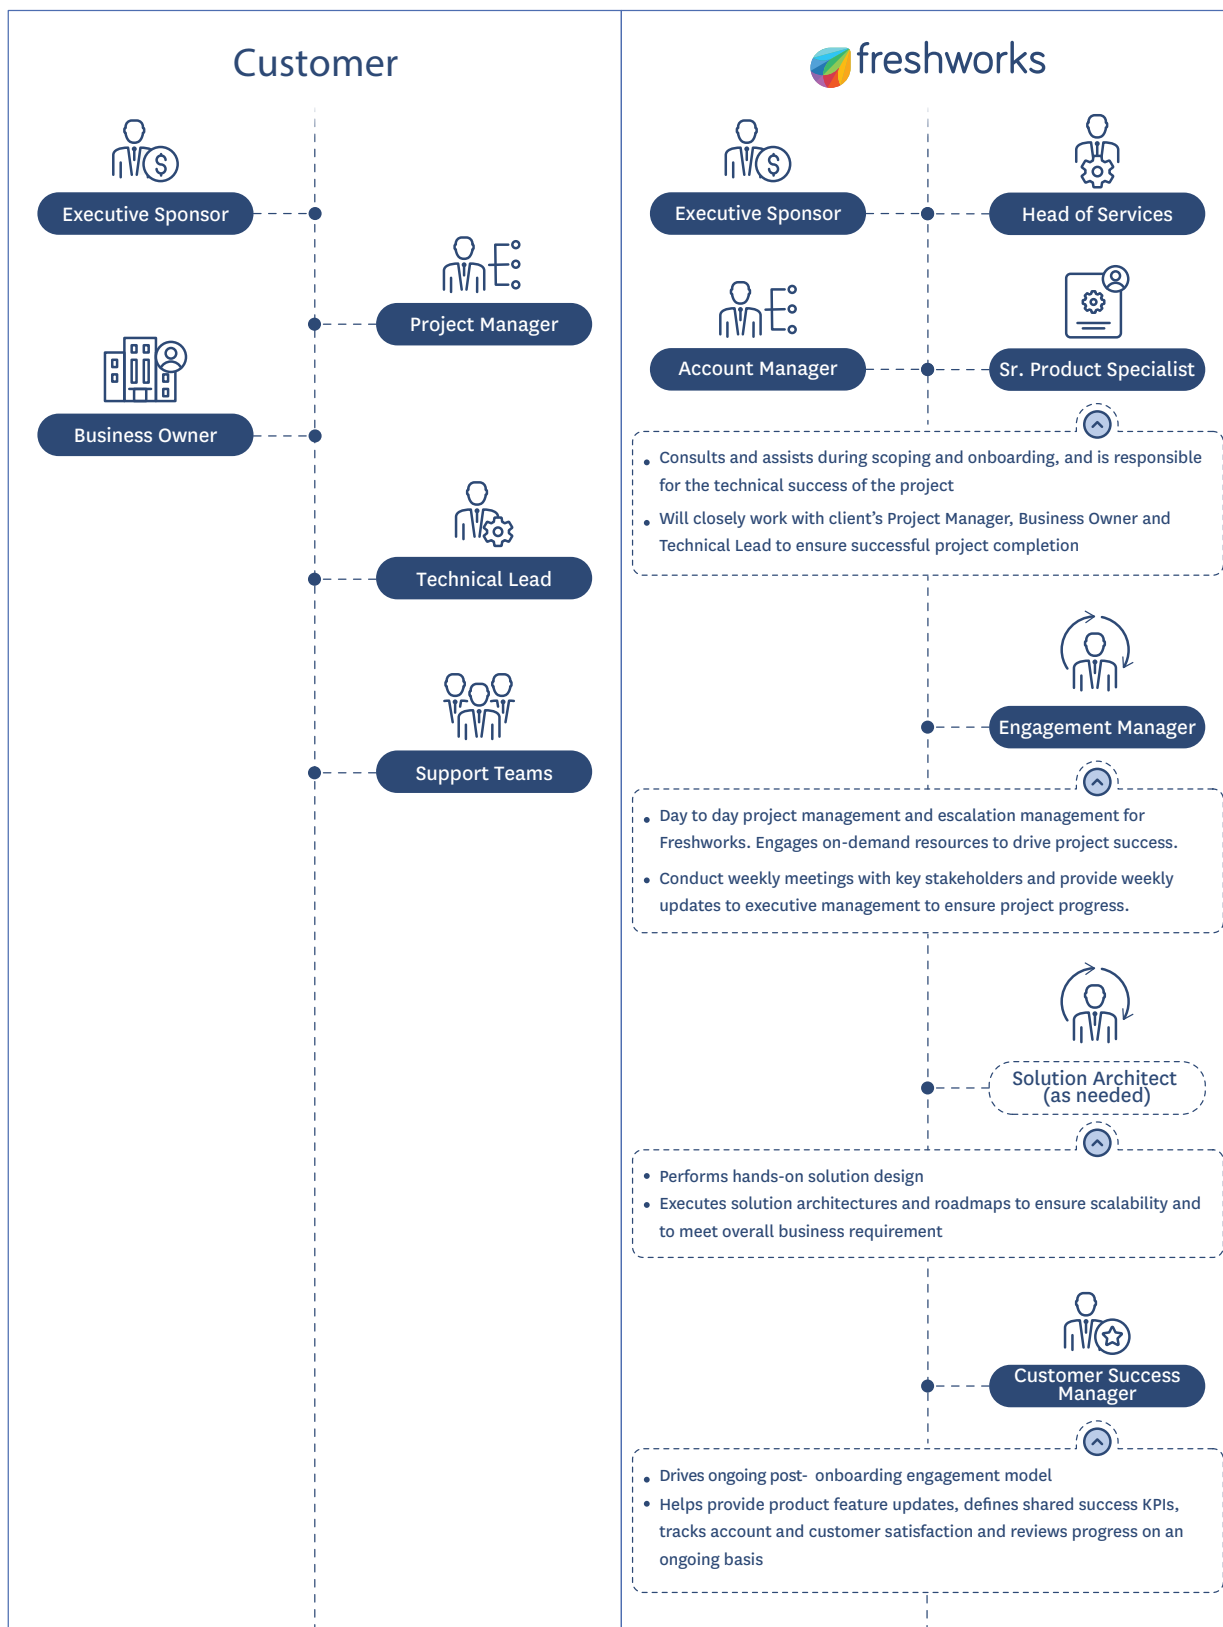 Customer
Executive Sponsor
Project Manager
Business Owner
Technical Lead
Support Teams
freshworks
Executive Sponsor
Head of Services
Account Manager
Sr. Product Specialist
Consults and assists during scoping and onboarding, and is responsible
for the technical success of the project
Will closely work with client’s Project Manager, Business Owner and
Technical Lead to ensure successful project completion
Engagement Manager
Day to day project management and escalation management for
Freshworks. Engages on-demand resources to drive project success.
Conduct weekly meetings with key stakeholders and provide weekly
updates to executive management to ensure project progress.
Solution Architect
(as needed)
Performs hands-on solution design
Executes solution architectures and roadmaps to ensure scalability and
to meet overall business requirement
Customer Success
Manager
Drives ongoing post- onboarding engagement model
Helps provide product feature updates, defines shared success KPIs,
tracks account and customer satisfaction and reviews progress on an
ongoing basis